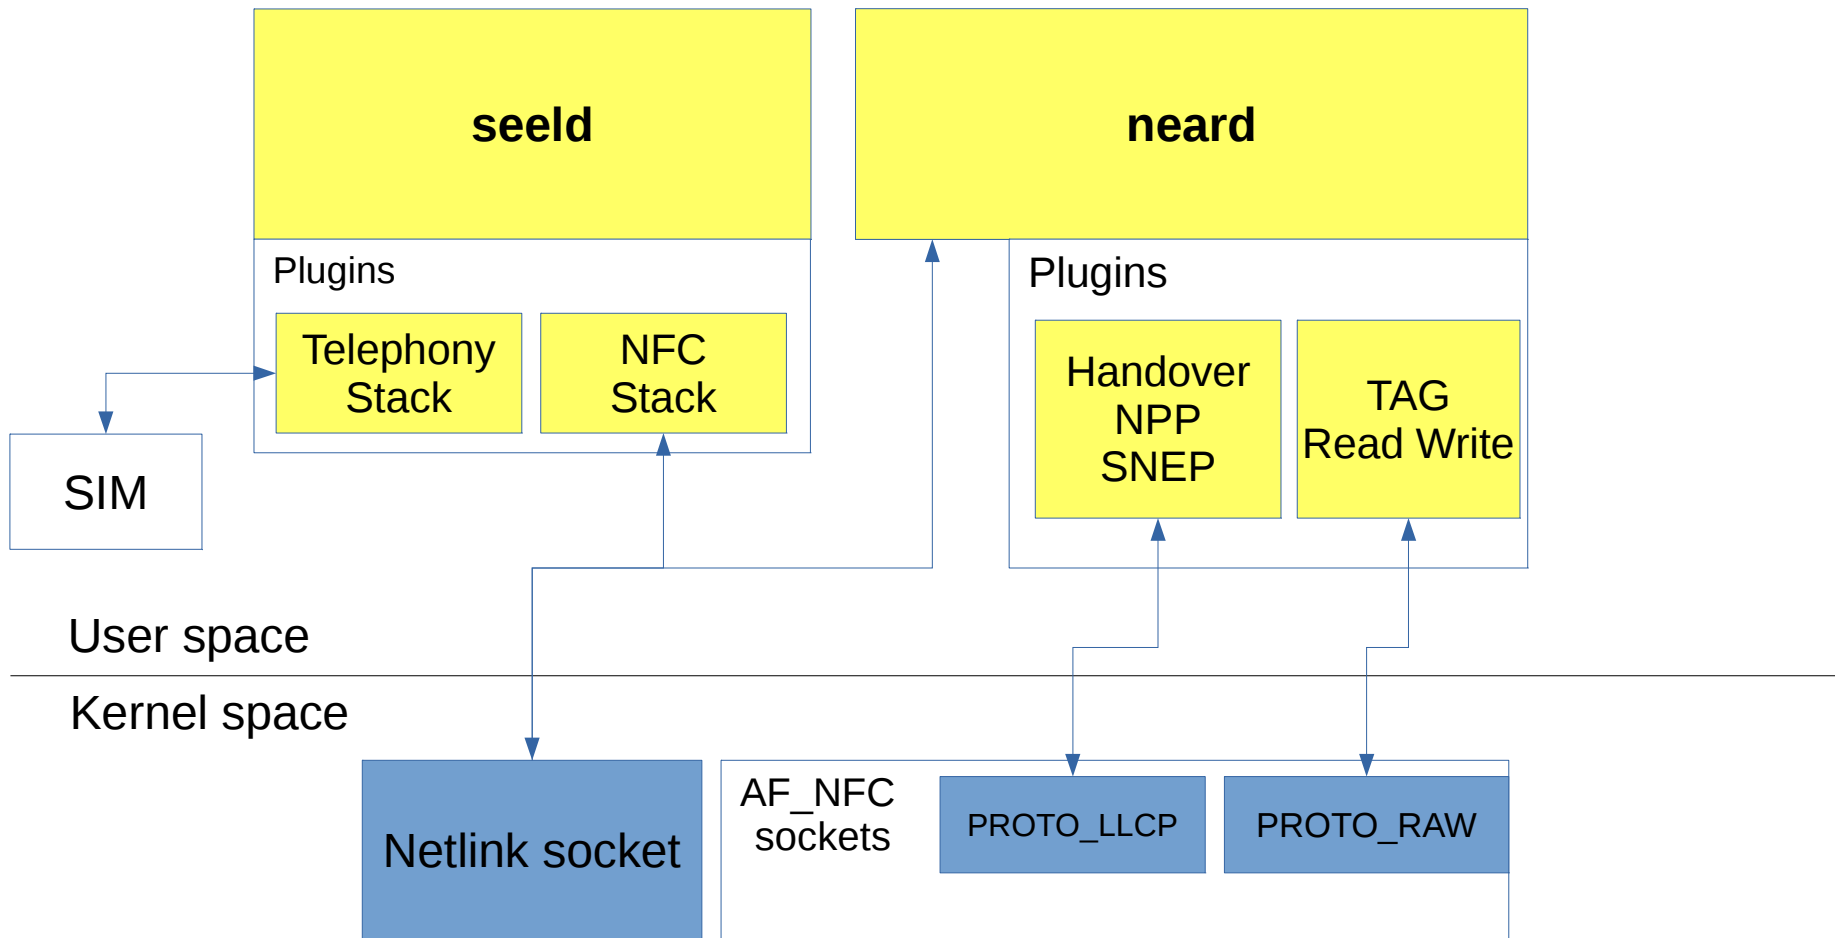 seeld
neard
Plugins
Plugins
Telephony
Stack
NFC
Stack
Handover
NPP
SNEP
TAG
Read Write
SIM
User space
Kernel space
Netlink socket
AF_NFC
sockets
PROTO_LLCP
PROTO_RAW